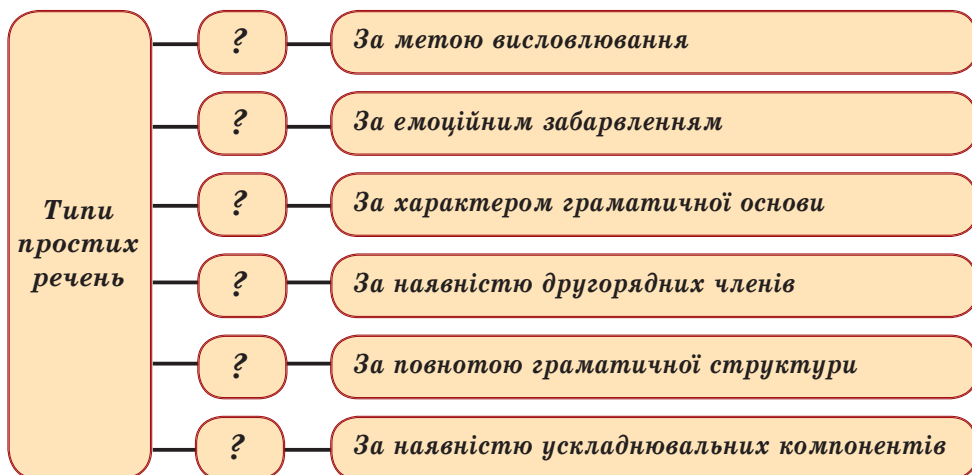 Типи
простих
речень
? За метою висловлювання
? За емоційним забарвленням
? За характером граматичної основи
? За наявністю другорядних членів
? За повнотою граматичної структури
? За наявністю ускладнювальних компонентів